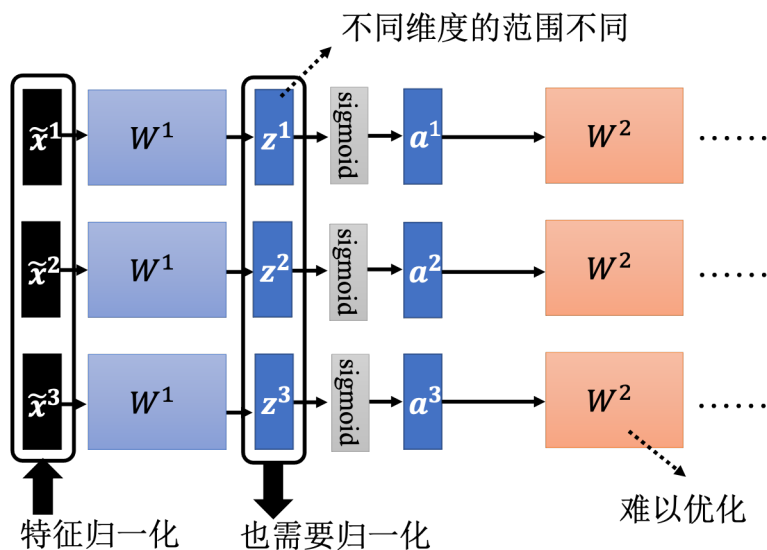 不同维度的范围不同
x̃¹ W¹ z¹ sigmoid a¹ W² ······
x̃² W¹ z² sigmoid a² W² ······
x̃³ W¹ z³ sigmoid a³ W² ······
难以优化
特征归一化 也需要归一化